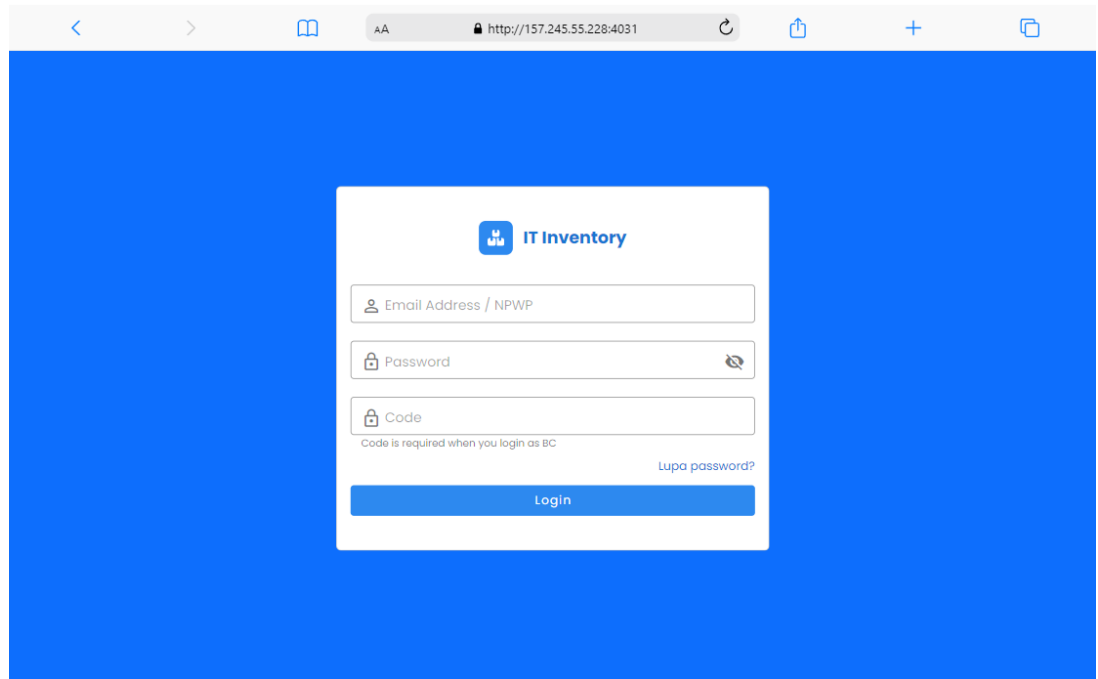 AA http://157.245.55.228:4031
IT Inventory
Email Address / NPWP
Password
Code
Code is required when you login as BC
Lupa password?
Login